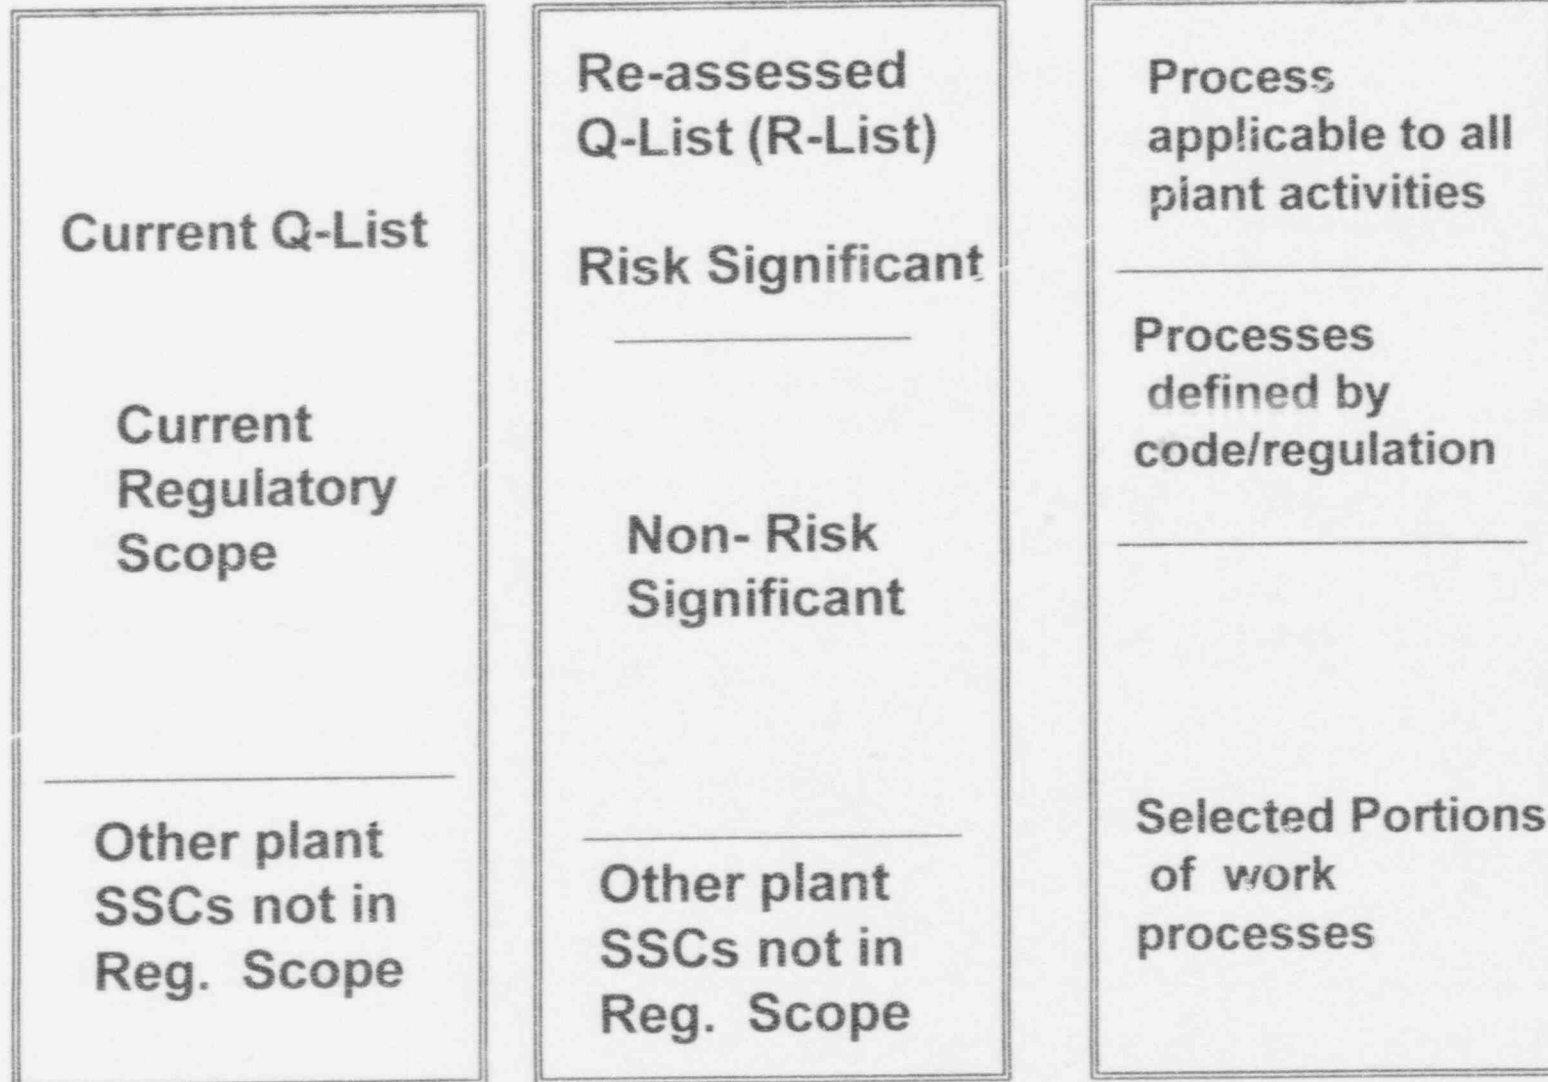 Current Q-List
Current
Regulatory
Scope
Other plant
SSCs not in
Reg. Scope
Re-assessed
Q-List (R-List)
Risk Significant
Non- Risk
Significant
Other plant
SSCs not in
Reg. Scope
Process
applicable to all
plant activities
Processes
defined by
code/regulation
Selected Portions
of work
processes